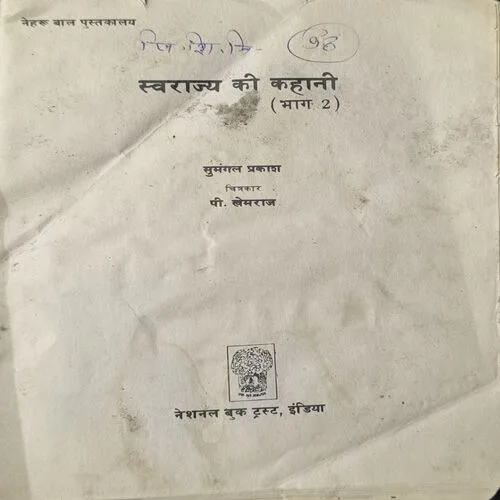 नेहरू बाल पुस्तकालय
जि. शि. नि-
स्वराज्य की कहानी
(भाग 2)
सुमंगल प्रकाश
चित्रकार
पी. खेमराज
नेशनल बुक ट्रस्ट, इंडिया